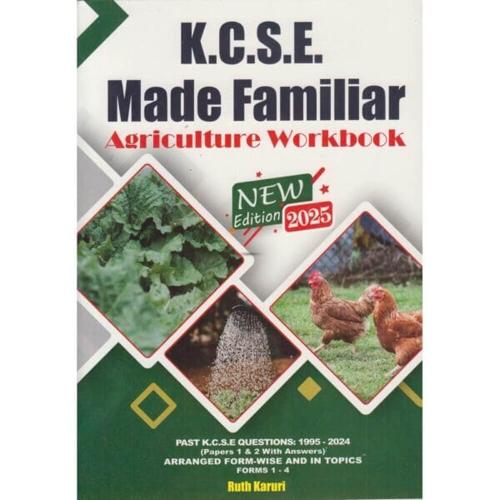 K.C.S.E.
Made Familiar
Agriculture Workbook
NEW
Edition 2025
PAST K.C.S.E QUESTIONS: 1995 - 2024
(Papers 1 & 2 With Answers)
ARRANGED FORM-WISE AND IN TOPICS
FORMS 1 - 4
Ruth Karuri